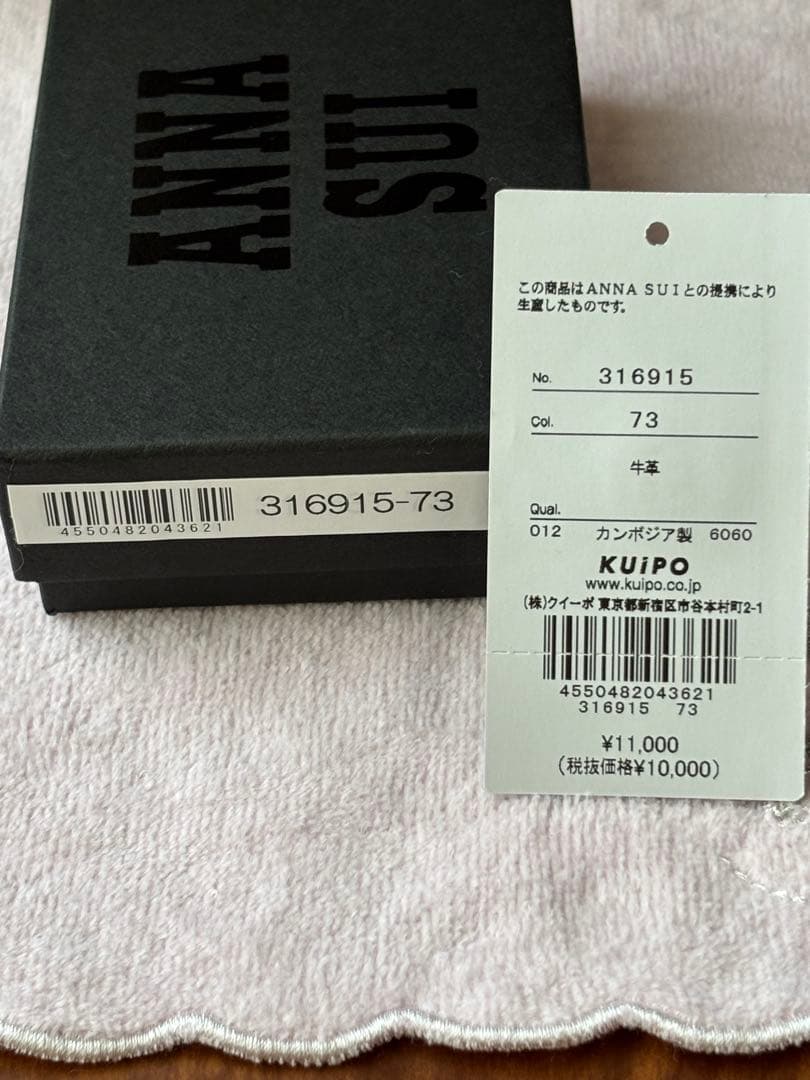 ANNA
SUI
4550482043621
316915-73
この商品はANNA SUIとの提携により
生産したものです。
No. 316915
Col. 73
牛革
Qual.
012 カンボジア製 6060
KUiPO
www.kuipo.co.jp
(株)クイーポ 東京都新宿区市谷本村町2-1
4550482043621
316915 73
¥11,000
(税抜価格¥10,000)